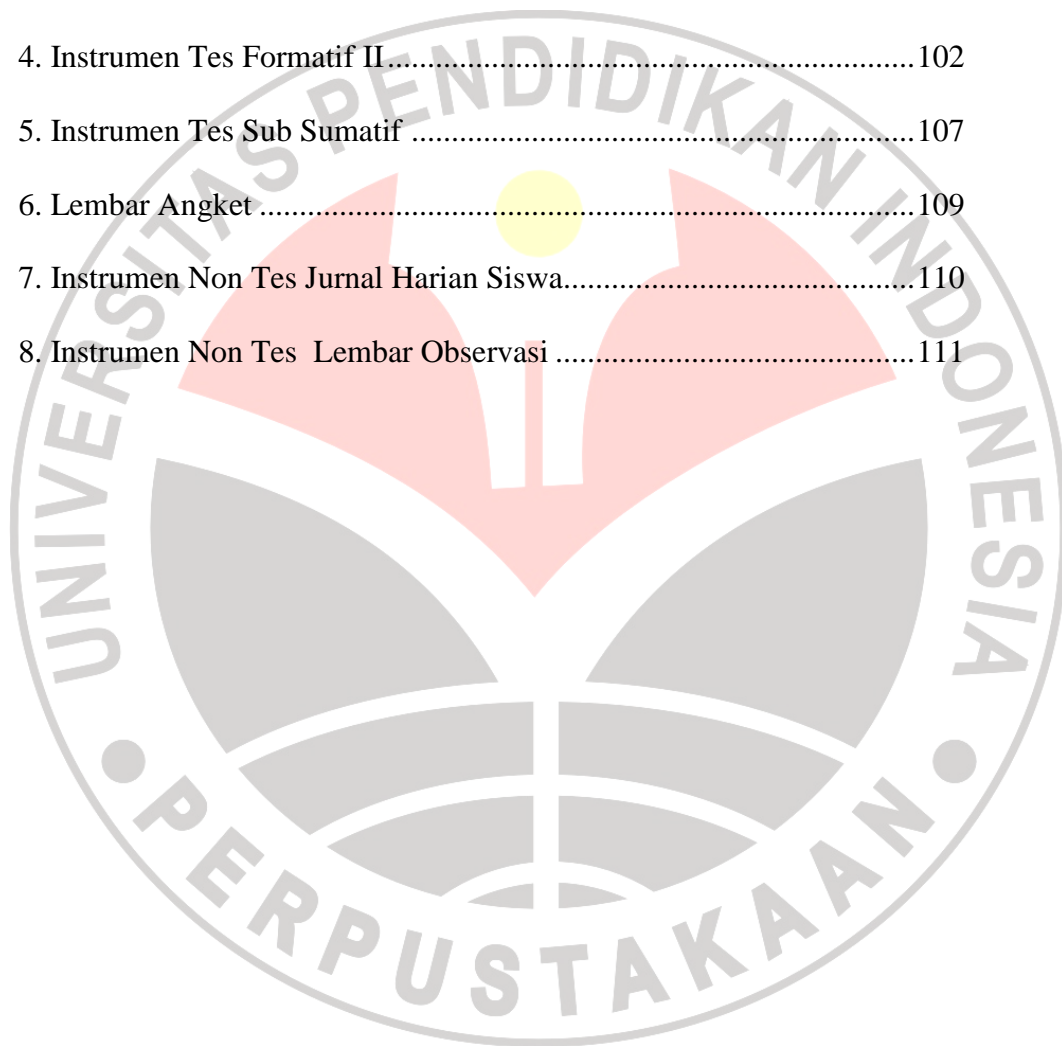 4. Instrumen Tes Formatif II....................................................................102
5. Instrumen Tes Sub Sumatif .................................................................107
6. Lembar Angket .....................................................................................109
7. Instrumen Non Tes Jurnal Harian Siswa.............................................110
8. Instrumen Non Tes  Lembar Observasi ..............................................111
UNIVERSITAS PENDIDIKAN INDONESIA
PERPUSTAKAAN